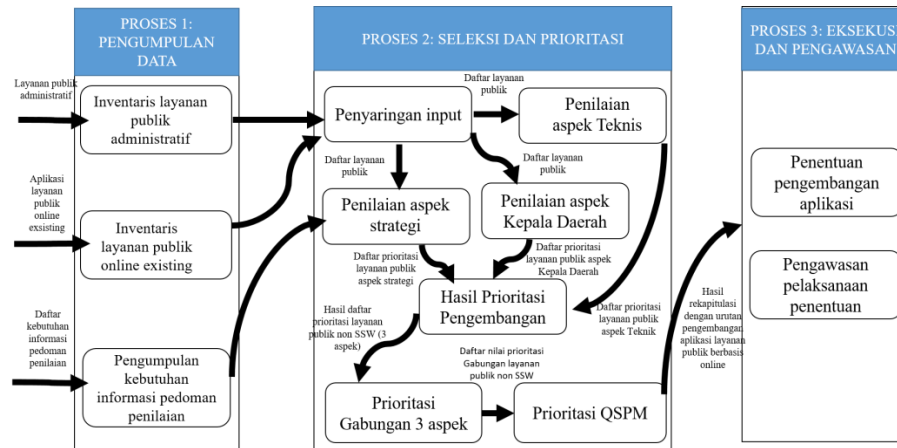 PROSES 1:
PENGUMPULAN
DATA
Layanan publik
administratif
Inventaris layanan
publik
administratif
Aplikasi
layanan
publik
online
exsisting
Inventaris
layanan publik
online existing
Daftar
kebutuhan
informasi
pedoman
penilaian
Pengumpulan
kebutuhan
informasi pedoman
penilaian
PROSES 2: SELEKSI DAN PRIORITASI
Penyaringan input
Daftar layanan
publik
Penilaian
aspek Teknis
Daftar layanan
publik
Daftar layanan
publik
Penilaian aspek
strategi
Penilaian aspek
Kepala Daerah
Daftar prioritasi
layanan publik
aspek strategi
Daftar prioritasi
layanan publik aspek
Kepala Daerah
Hasil Prioritasi
Pengembangan
Daftar prioritasi
layanan publik
aspek Teknik
Hasil daftar
prioritasi layanan
publik non SSW (3
aspek)
Daftar nilai prioritasi
Gabungan layanan
publik non SSW
Prioritasi
Gabungan 3 aspek
Prioritasi QSPM
Hasil
rekapitulasi
dengan urutan
pengembangan
aplikasi layanan
publik berbasis
online
PROSES 3: EKSEKUSI
DAN PENGAWASAN
Penentuan
pengembangan
aplikasi
Pengawasan
pelaksanaan
penentuan